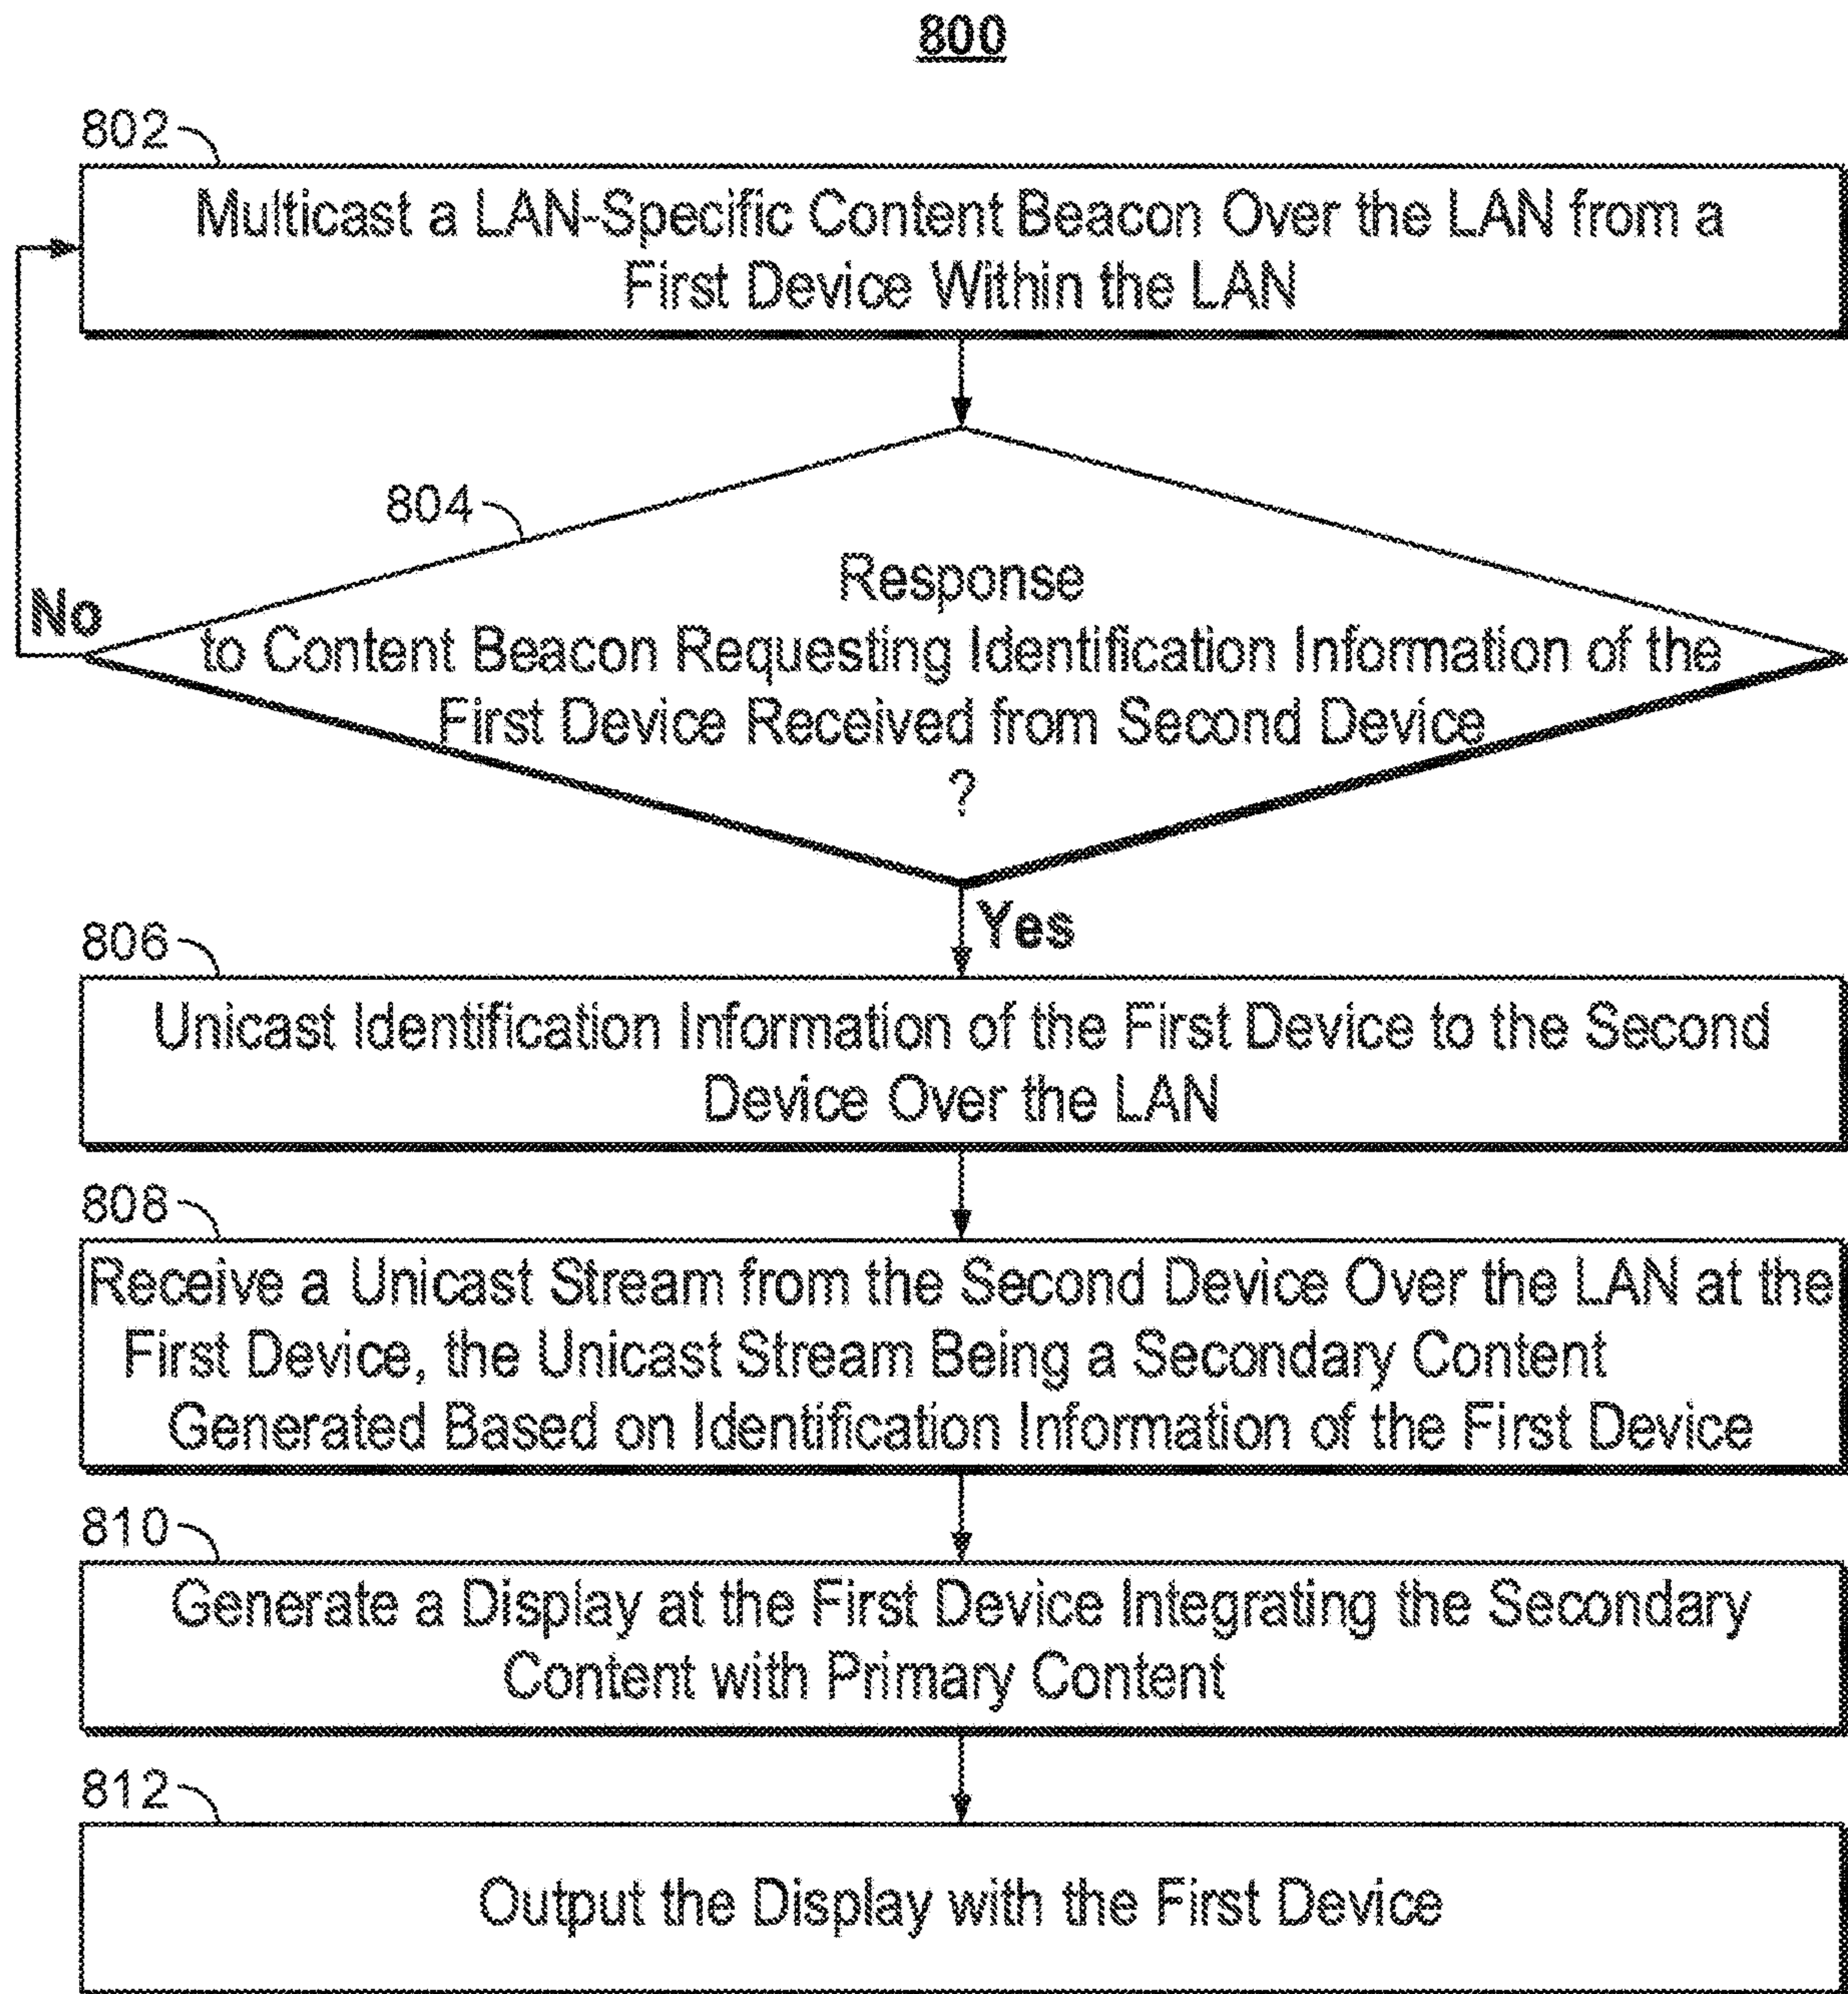 800
802
Multicast a LAN-Specific Content Beacon Over the LAN from a
First Device Within the LAN
804
Response
to Content Beacon Requesting Identification Information of the
First Device Received from Second Device
?
No
Yes
806
Unicast Identification Information of the First Device to the Second
Device Over the LAN
808
Receive a Unicast Stream from the Second Device Over the LAN at the
First Device, the Unicast Stream Being a Secondary Content
Generated Based on Identification Information of the First Device
810
Generate a Display at the First Device Integrating the Secondary
Content with Primary Content
812
Output the Display with the First Device